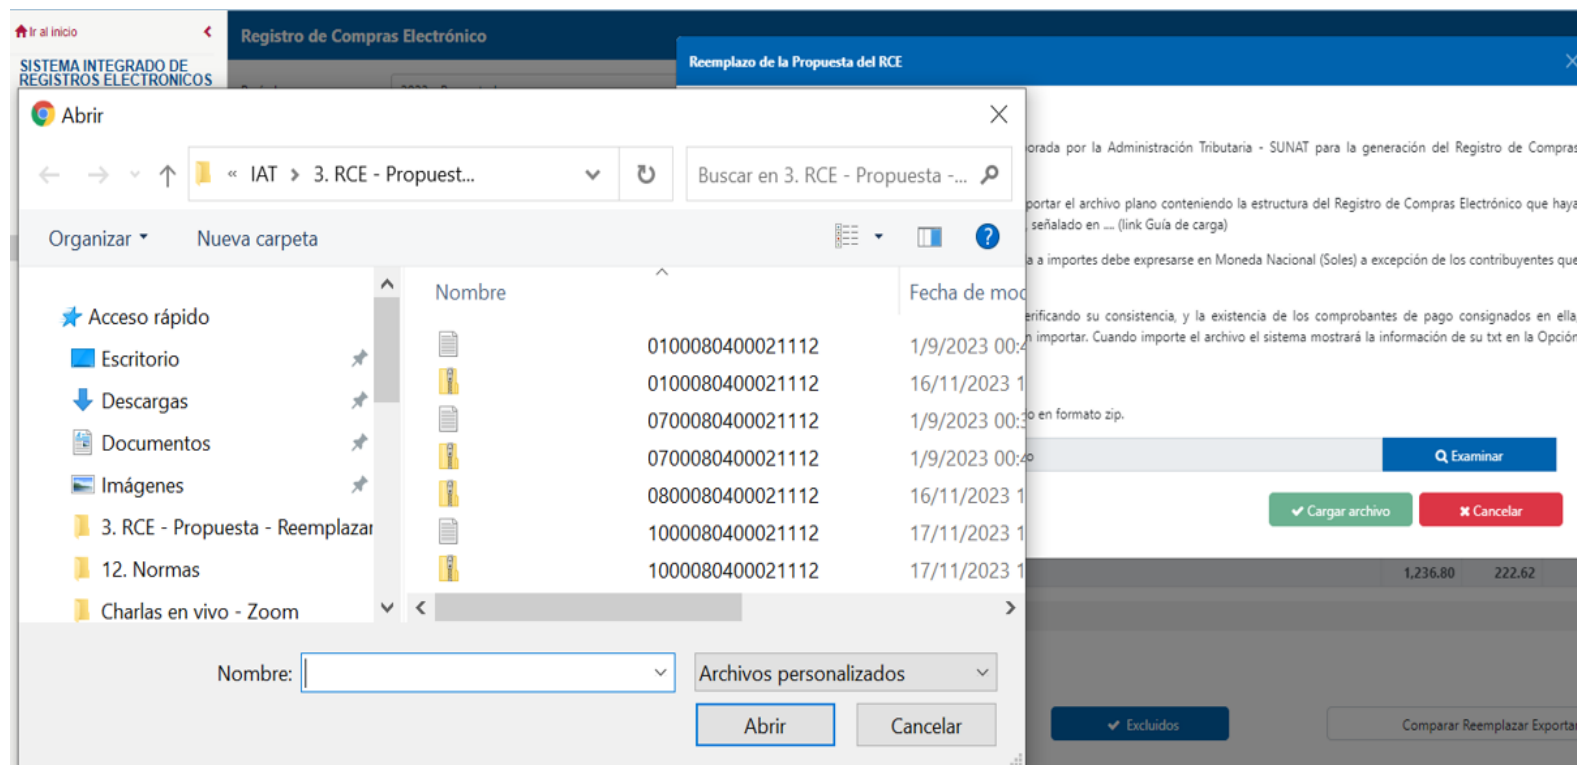 Ir al inicio
Registro de Compras Electrónico
SISTEMA INTEGRADO DE
REGISTROS ELECTRONICOS
Reemplazo de la Propuesta del RCE
Abrir
« IAT > 3. RCE - Propuest...
Buscar en 3. RCE - Propuesta -...
Organizar
Nueva carpeta
Nombre
Fecha de mod
Acceso rápido
Escritorio
Descargas
Documentos
Imágenes
3. RCE - Propuesta - Reemplazar
12. Normas
Charlas en vivo - Zoom
0100080400021112 1/9/2023 00:4
0100080400021112 16/11/2023 1
0700080400021112 1/9/2023 00:3
0700080400021112 1/9/2023 00:4
0800080400021112 16/11/2023 1
1000080400021112 17/11/2023 1
1000080400021112 17/11/2023 1
Nombre:
Archivos personalizados
Abrir
Cancelar
orada por la Administración Tributaria - SUNAT para la generación del Registro de Compras
portar el archivo plano conteniendo la estructura del Registro de Compras Electrónico que haya
, señalado en .... (link Guía de carga)
a a importes debe expresarse en Moneda Nacional (Soles) a excepción de los contribuyentes que
erificando su consistencia, y la existencia de los comprobantes de pago consignados en ella,
n importar. Cuando importe el archivo el sistema mostrará la información de su txt en la Opción
o en formato zip.
Examinar
Cargar archivo
Cancelar
1,236.80 222.62
Excluidos
Comparar Reemplazar Exportar